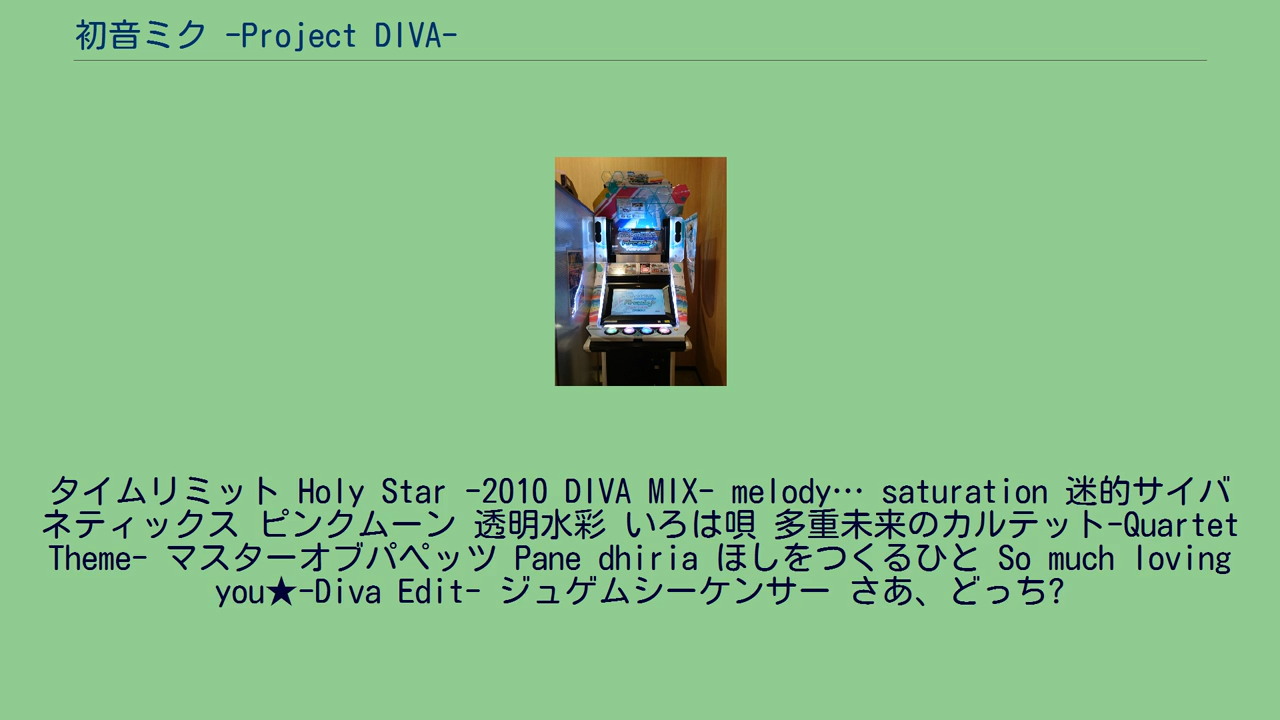 初音ミク -Project DIVA-
タイムリミット Holy Star -2010 DIVA MIX- melody… saturation 迷的サイバ
ネティックス ピンクムーン 透明水彩 いろは唄 多重未来のカルテット-Quartet
Theme- マスターオブパペッツ Pane dhiria ほしをつくるひと So much loving
you★-Diva Edit- ジュゲムシーケンサー さあ、どっち?